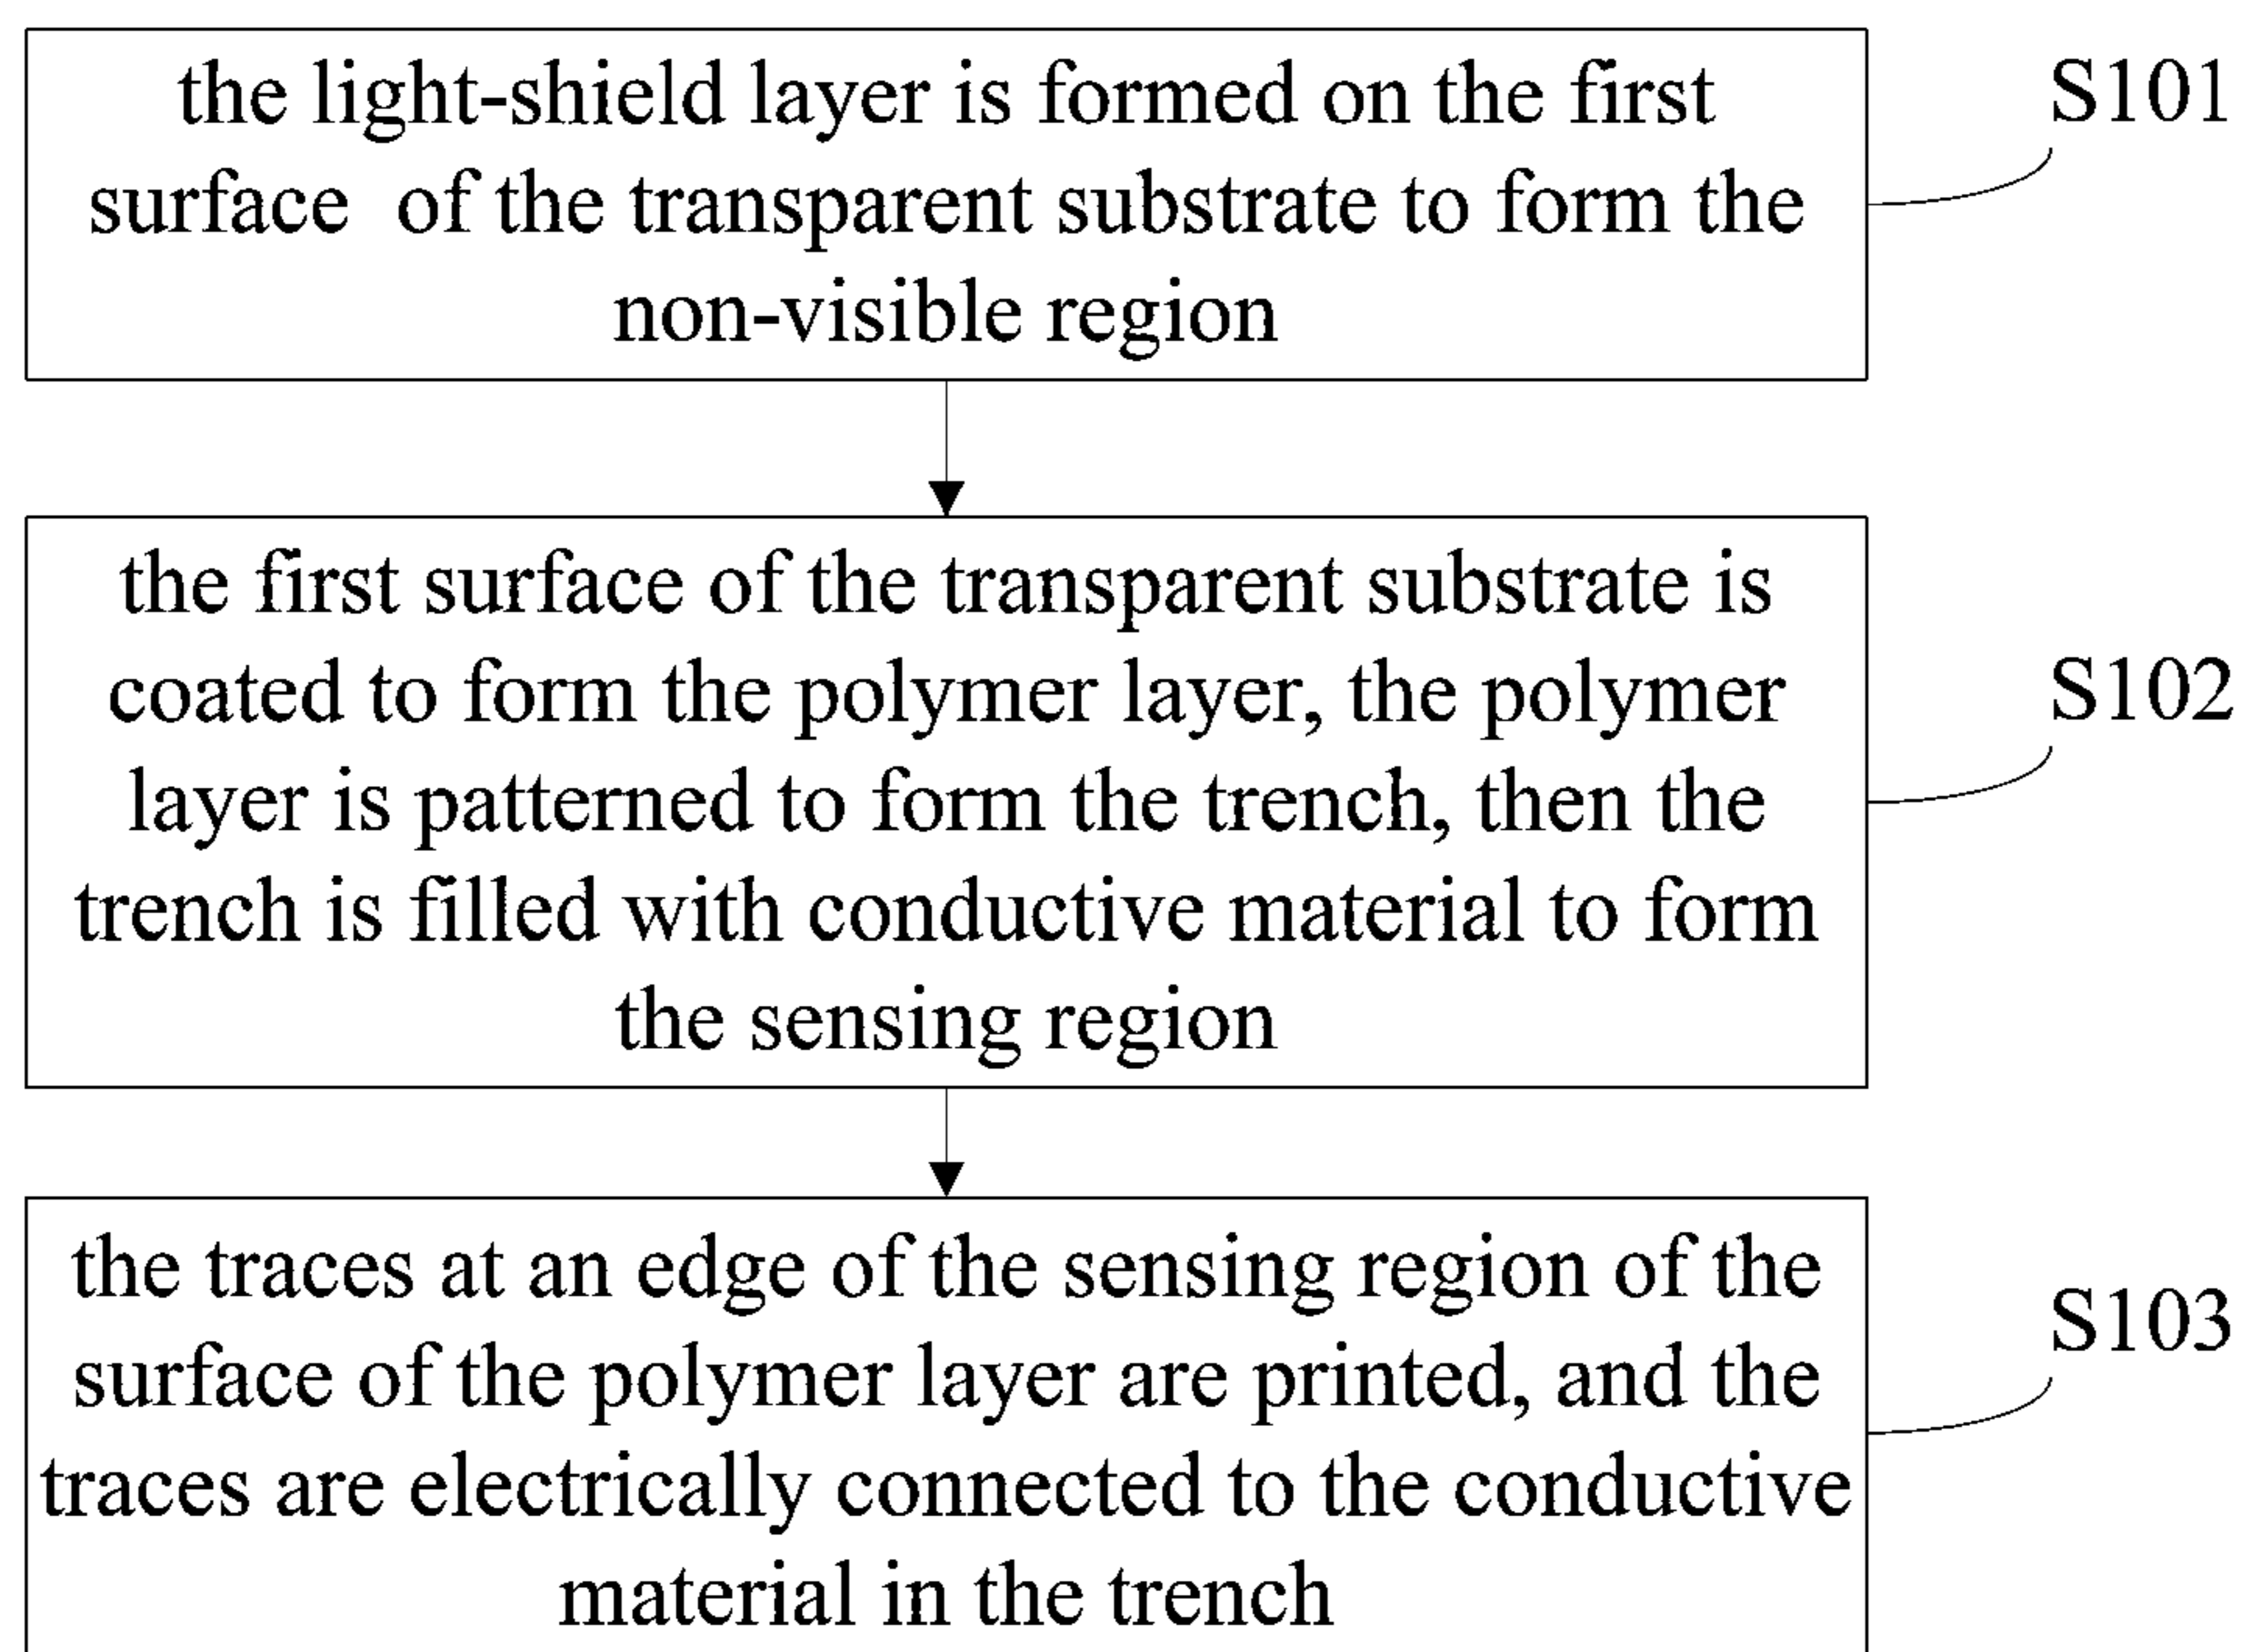 the light-shield layer is formed on the first
surface of the transparent substrate to form the
non-visible region
S101
the first surface of the transparent substrate is
coated to form the polymer layer, the polymer
layer is patterned to form the trench, then the
trench is filled with conductive material to form
the sensing region
S102
the traces at an edge of the sensing region of the
surface of the polymer layer are printed, and the
traces are electrically connected to the conductive
material in the trench
S103